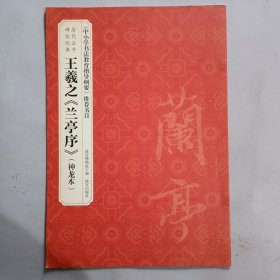 《中小学书法教育指导纲要》推荐书目
历代法书
碑帖经典
王羲之《兰亭序》
（神龙本）
蘭亭